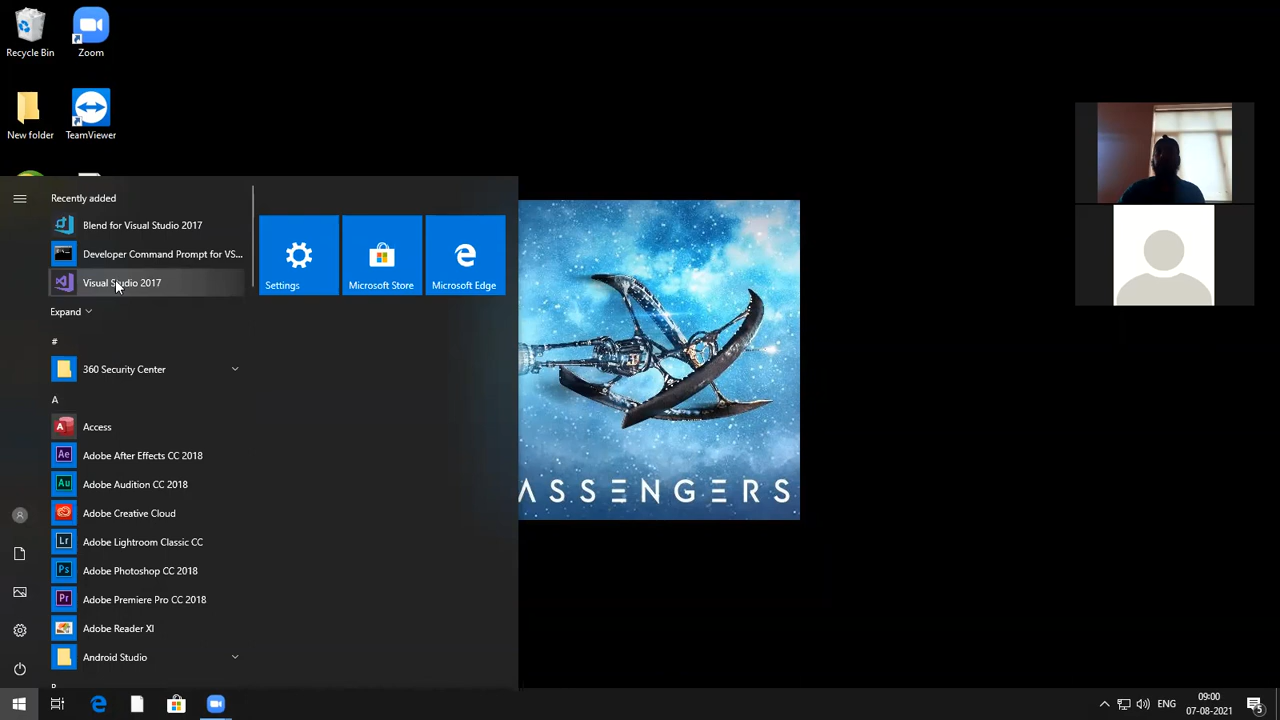 Recycle Bin
Zoom
New folder
TeamViewer
Recently added
Blend for Visual Studio 2017
Developer Command Prompt for VS...
Visual Studio 2017
Expand
#
360 Security Center
A
Access
Adobe After Effects CC 2018
Adobe Audition CC 2018
Adobe Creative Cloud
Adobe Lightroom Classic CC
Adobe Photoshop CC 2018
Adobe Premiere Pro CC 2018
Adobe Reader XI
Android Studio
Settings
Microsoft Store
Microsoft Edge
ASSENGERS
ENG
09:00
07-08-2021
5